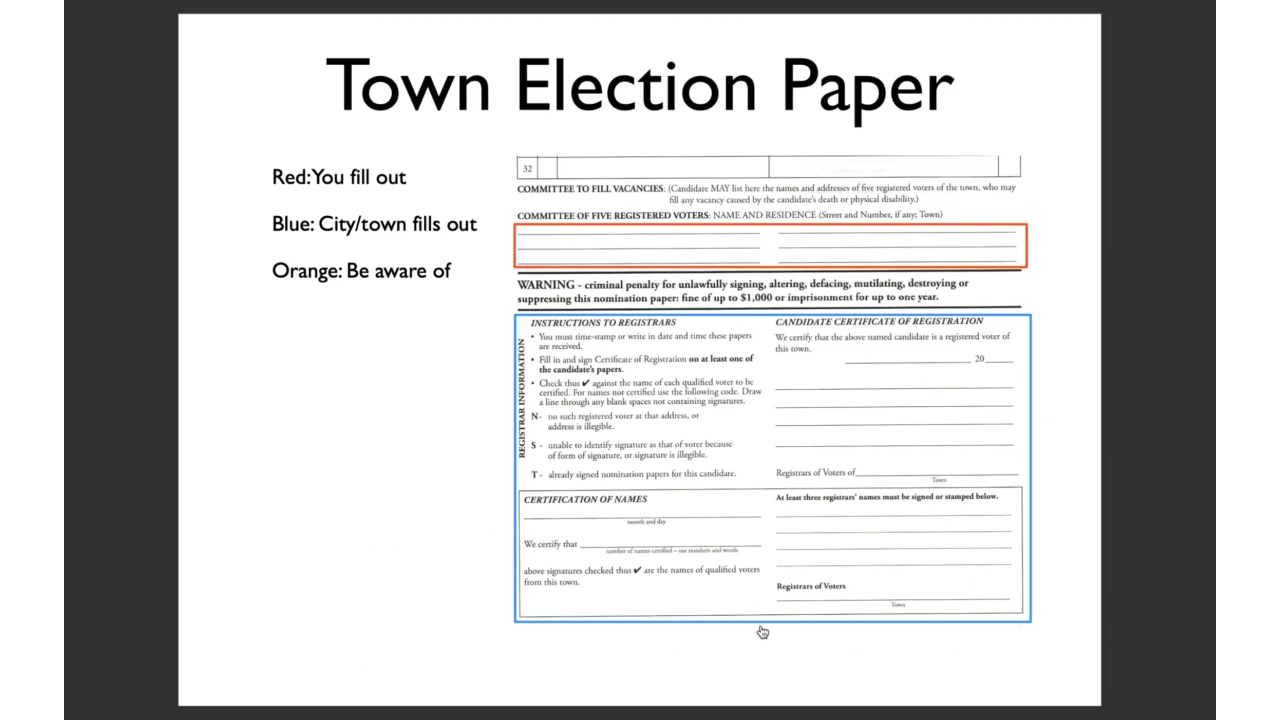 Town Election Paper
Red: You fill out
Blue: City/town fills out
Orange: Be aware of
32
COMMITTEE TO FILL VACANCIES: (Candidate MAY list here the names and addresses of five registered voters of the town, who may
fill any vacancy caused by the candidate's death or physical disability.)
COMMITTEE OF FIVE REGISTERED VOTERS: NAME AND RESIDENCE (Street and Number, if any; Town)
WARNING - criminal penalty for unlawfully signing, altering, defacing, mutilating, destroying or
suppressing this nomination paper: fine of up to $1,000 or imprisonment for up to one year.
REGISTRAR INFORMATION
INSTRUCTIONS TO REGISTRARS
• You must time-stamp or write in date and time these papers
are received.
• Fill in and sign Certificate of Registration on at least one of
the candidate's papers.
• Check thus ✔ against the name of each qualified voter to be
certified. For names not certified use the following code. Draw
a line through any blank spaces not containing signatures.
N - no such registered voter at that address, or
address is illegible.
S - unable to identify signature as that of voter because
of form of signature, or signature is illegible.
T - already signed nomination papers for this candidate.
CANDIDATE CERTIFICATE OF REGISTRATION
We certify that the above named candidate is a registered voter of
this town.
20
Registrars of Voters of
Town
CERTIFICATION OF NAMES
month and day
We certify that
number of names certified – use numbers and words
above signatures checked thus ✔ are the names of qualified voters
from this town.
At least three registrars' names must be signed or stamped below.
Registrars of Voters
Town